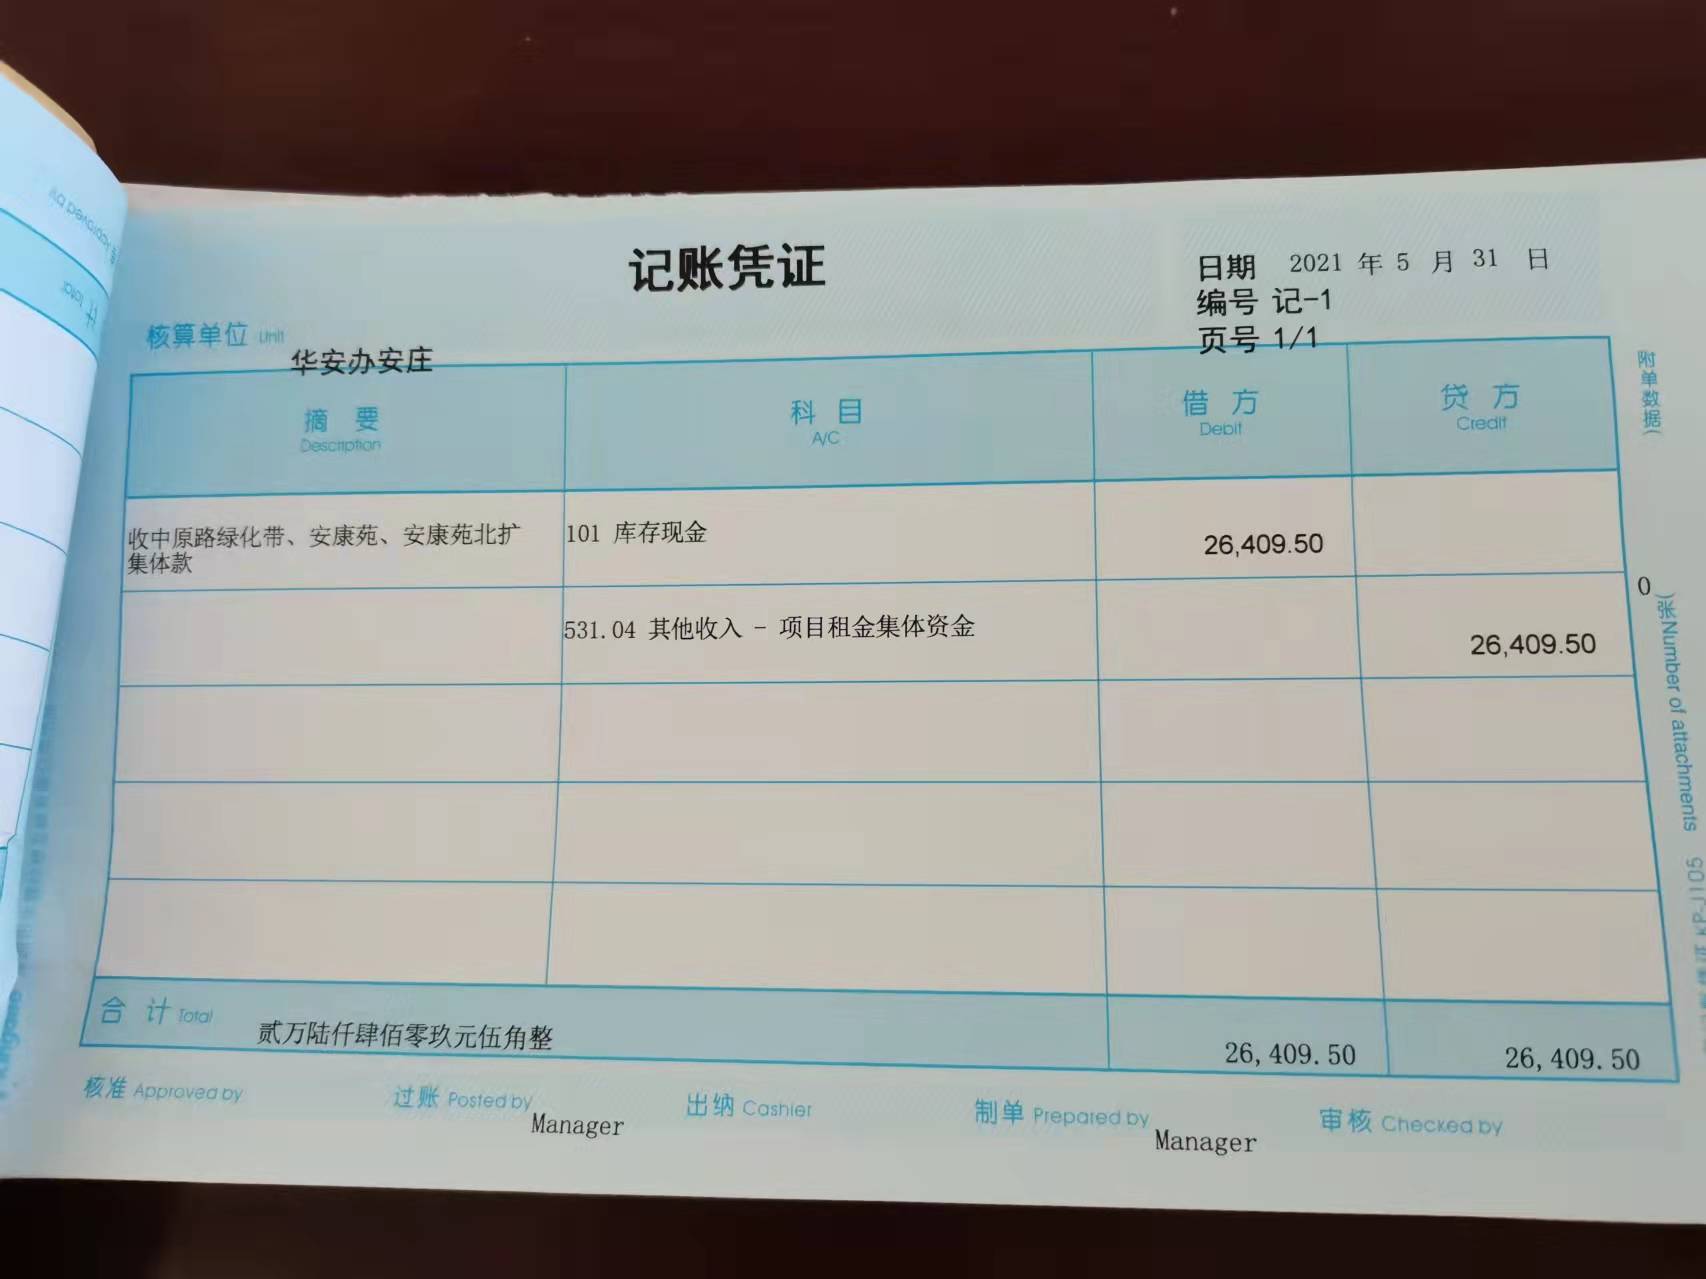 记账凭证
日期 2021 年 5 月 31 日
编号 记-1
页号 1/1
核算单位 Unit 华安办安庄
摘要 科目 借方 贷方
Description A/C Debit Credit
收中原路绿化带、安康苑、安康苑北扩 101 库存现金 26,409.50
集体款
531.04 其他收入 - 项目租金集体资金 26,409.50
合计 Total 贰万陆仟肆佰零玖元伍角整 26,409.50 26,409.50
核准 Approved by 过账 Posted by Manager 出纳 Cashier 制单 Prepared by Manager 审核 Checked by
附单数据( 0 )张 Number of attachments
KP-J105
Approved by
计 Total